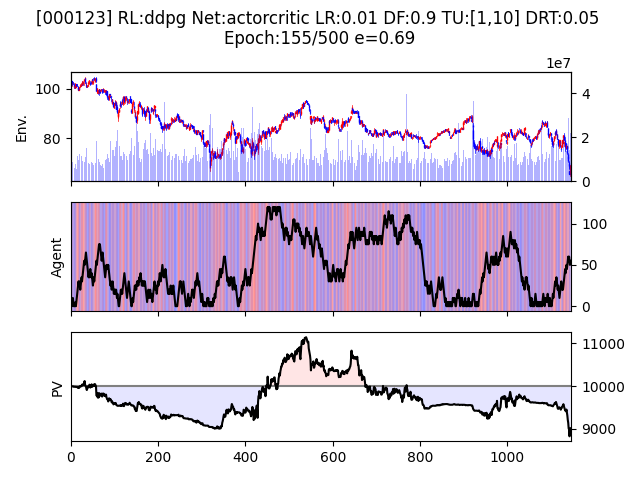 [000123] RL:ddpg Net:actorcritic LR:0.01 DF:0.9 TU:[1,10] DRT:0.05
Epoch:155/500 e=0.69
1e7
100
80
Env.
4
2
0
Agent
100
50
0
PV
11000
10000
9000
0 200 400 600 800 1000